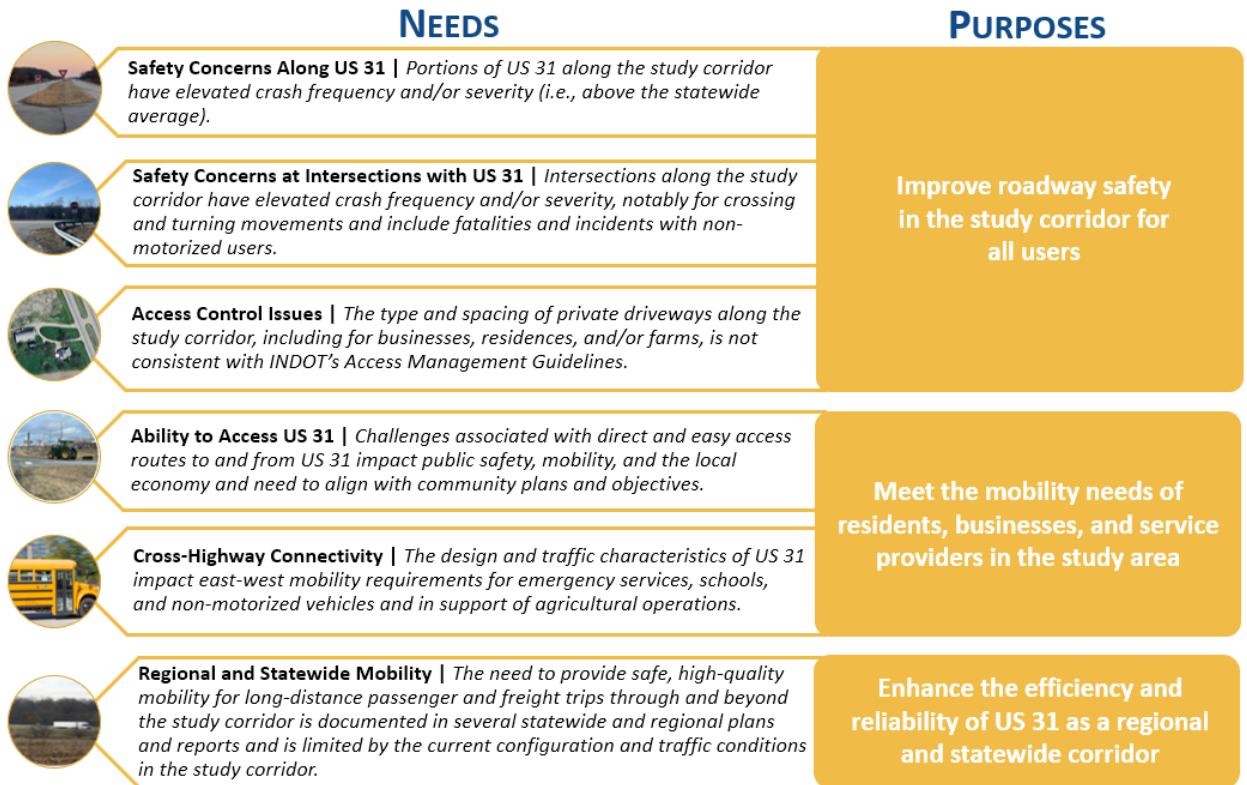 NEEDS
PURPOSES
Safety Concerns Along US 31 | Portions of US 31 along the study corridor
have elevated crash frequency and/or severity (i.e., above the statewide
average).
Safety Concerns at Intersections with US 31 | Intersections along the study
corridor have elevated crash frequency and/or severity, notably for crossing
and turning movements and include fatalities and incidents with non-
motorized users.
Access Control Issues | The type and spacing of private driveways along the
study corridor, including for businesses, residences, and/or farms, is not
consistent with INDOT's Access Management Guidelines.
Improve roadway safety
in the study corridor for
all users
Ability to Access US 31 | Challenges associated with direct and easy access
routes to and from US 31 impact public safety, mobility, and the local
economy and need to align with community plans and objectives.
Cross-Highway Connectivity | The design and traffic characteristics of US 31
impact east-west mobility requirements for emergency services, schools,
and non-motorized vehicles and in support of agricultural operations.
Meet the mobility needs of
residents, businesses, and service
providers in the study area
Regional and Statewide Mobility | The need to provide safe, high-quality
mobility for long-distance passenger and freight trips through and beyond
the study corridor is documented in several statewide and regional plans
and reports and is limited by the current configuration and traffic conditions
in the study corridor.
Enhance the efficiency and
reliability of US 31 as a regional
and statewide corridor